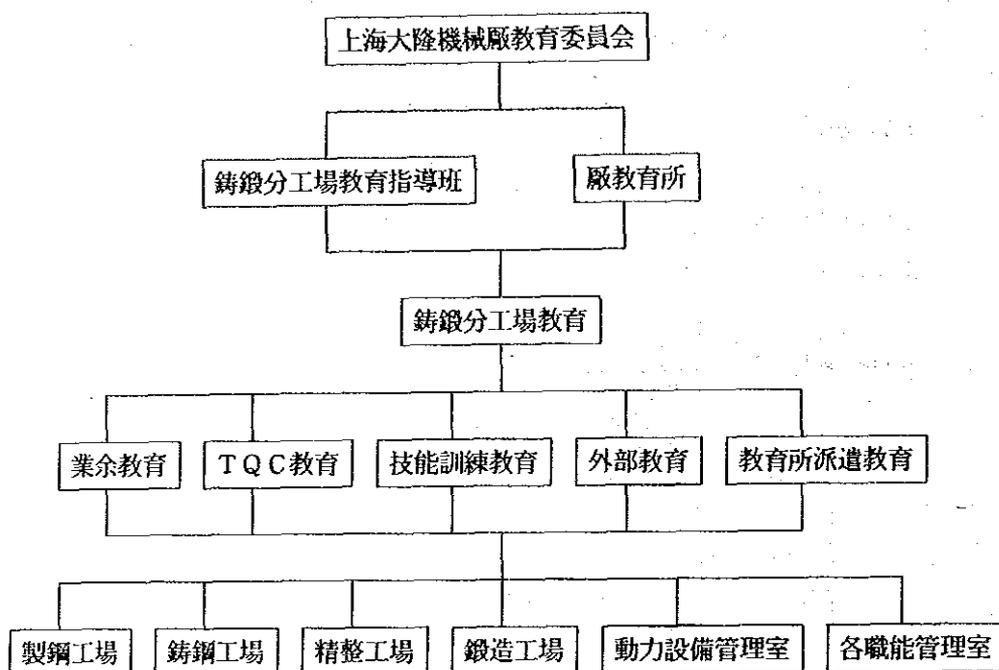 上海大隆機械厰教育委員会
鋳鍛分工場教育指導班
厰教育所
鋳鍛分工場教育
業余教育
ＴＱＣ教育
技能訓練教育
外部教育
教育所派遣教育
製鋼工場
鋳鋼工場
精整工場
鍛造工場
動力設備管理室
各職能管理室